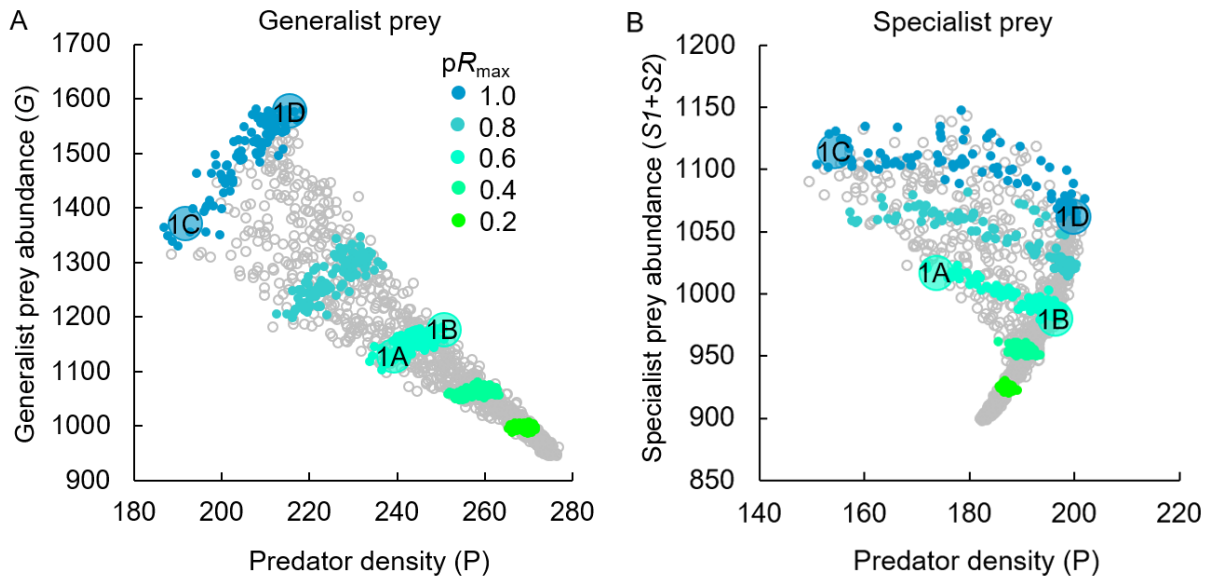 A
Generalist prey
Generalist prey abundance (G)
1700
1600
1500
1400
1300
1200
1100
1000
900
180
200
220
240
260
280
Predator density (P)
pRmax
1.0
0.8
0.6
0.4
0.2
1D
1C
1B
1A
B
Specialist prey
Specialist prey abundance (S1+S2)
1200
1150
1100
1050
1000
950
900
850
140
160
180
200
220
Predator density (P)
1C
1D
1A
1B